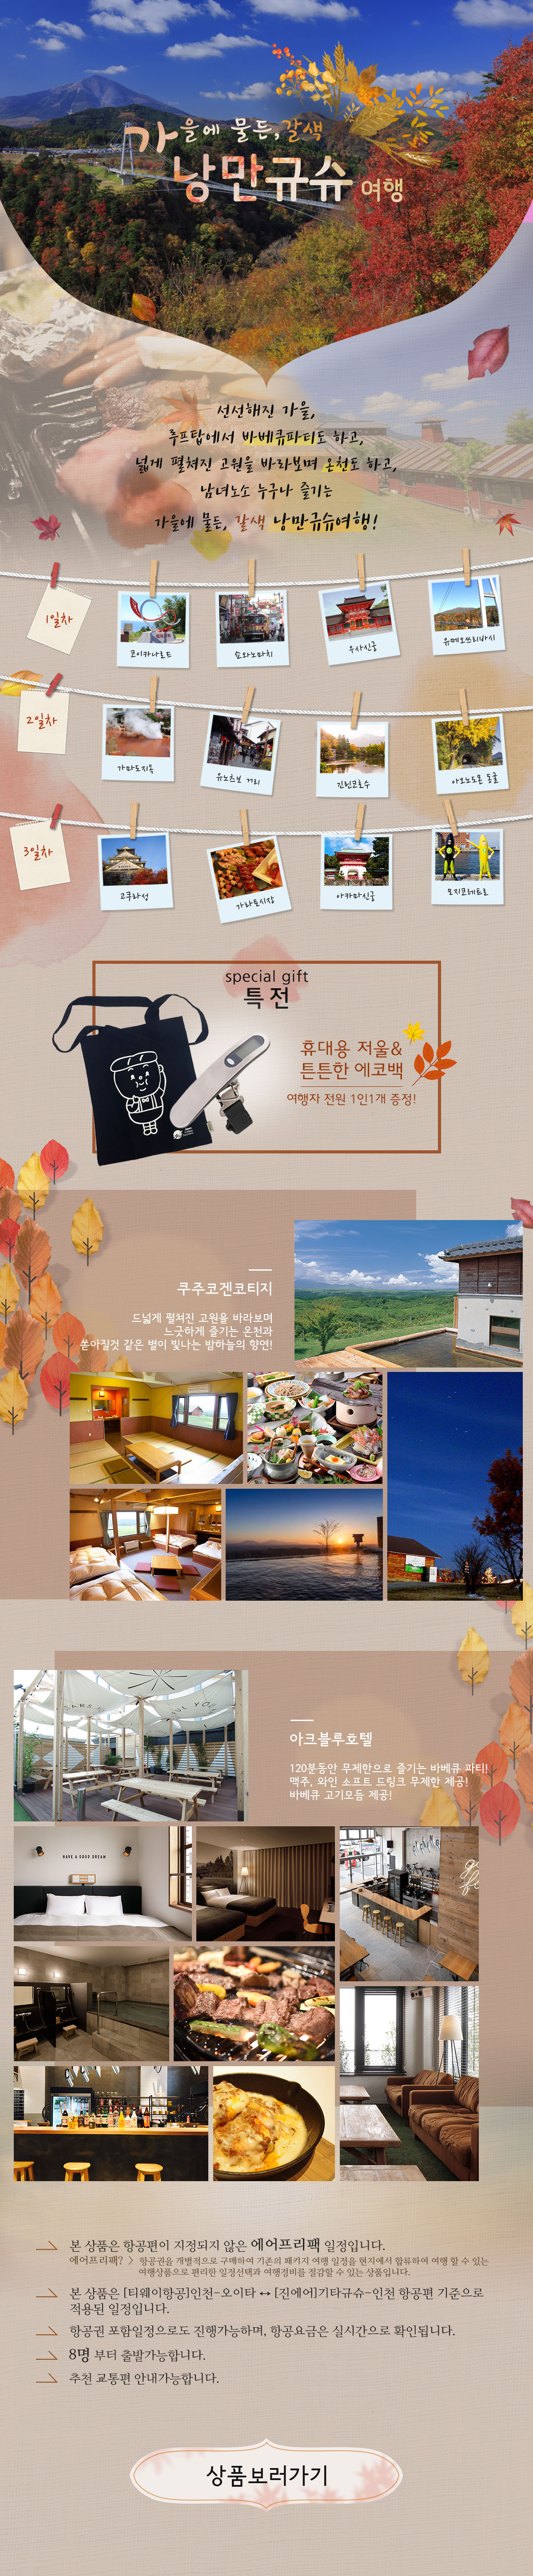 가을에 물든, 갈색
낭만규슈 여행
선선해진 가을,
루프탑에서 바베큐파티도 하고,
넓게 펼쳐진 고원을 바라보며 온천도 하고,
남녀노소 누구나 즐기는
가을에 물든, 갈색 낭만규슈여행!
1일차
코이카나로드
쇼와노마치
우사신궁
유메오쓰리바시
2일차
가마도지옥
유노츠보 거리
긴린코호수
아오노도몬 동굴
3일차
고쿠라성
가라토시장
아카마신궁
모지코레트로
special gift
특전
휴대용 저울&
튼튼한 에코백
여행자 전원 1인1개 증정!
쿠주코겐코티지
드넓게 펼쳐진 고원을 바라보며
느긋하게 즐기는 온천과
쏟아질것 같은 별이 빛나는 밤하늘의 향연!
아크블루호텔
120분동안 무제한으로 즐기는 바베큐 파티!
맥주, 와인 소프트 드링크 무제한 제공!
바베큐 고기모듬 제공!
HAVE A GOOD DREAM
본 상품은 항공편이 지정되지 않은 에어프리팩 일정입니다.
에어프리팩? 〉 항공권을 개별적으로 구매하여 기존의 패키지 여행 일정을 현지에서 합류하여 여행 할 수 있는
여행상품으로 편리한 일정선택과 여행경비를 절감할 수 있는 상품입니다.
본 상품은 [티웨이항공]인천-오이타 ↔ [진에어]기타규슈-인천 항공편 기준으로
적용된 일정입니다.
항공권 포함일정으로도 진행가능하며, 항공요금은 실시간으로 확인됩니다.
8명 부터 출발가능합니다.
추천 교통편 안내가능합니다.
상품보러가기